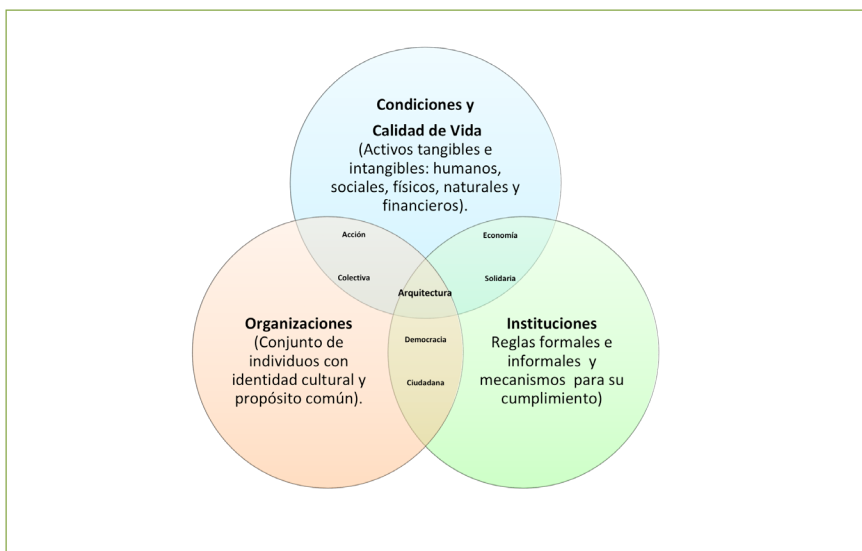 Condiciones y
Calidad de Vida
(Activos tangibles e
intangibles: humanos,
sociales, físicos, naturales y
financieros).
Acción
Colectiva
Economía
Solidaria
Arquitectura
Organizaciones
(Conjunto de
individuos con
identidad cultural y
propósito común).
Democracia
Ciudadana
Instituciones
Reglas formales e
informales y
mecanismos para su
cumplimiento)